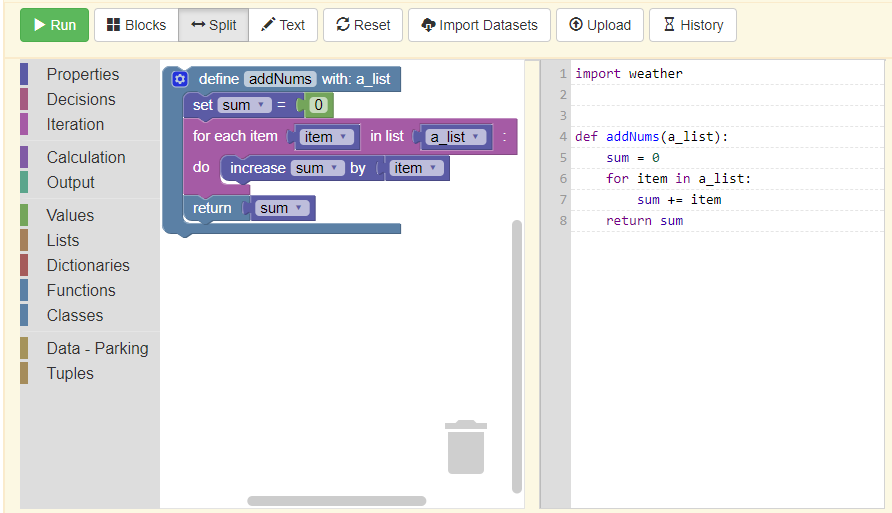 Run Blocks Split Text Reset Import Datasets Upload History
Properties
Decisions
Iteration
Calculation
Output
Values
Lists
Dictionaries
Functions
Classes
Data - Parking
Tuples
define addNums with: a_list
set sum = 0
for each item item in list a_list :
do increase sum by item
return sum
1 import weather
2
3
4 def addNums(a_list):
5 sum = 0
6 for item in a_list:
7 sum += item
8 return sum